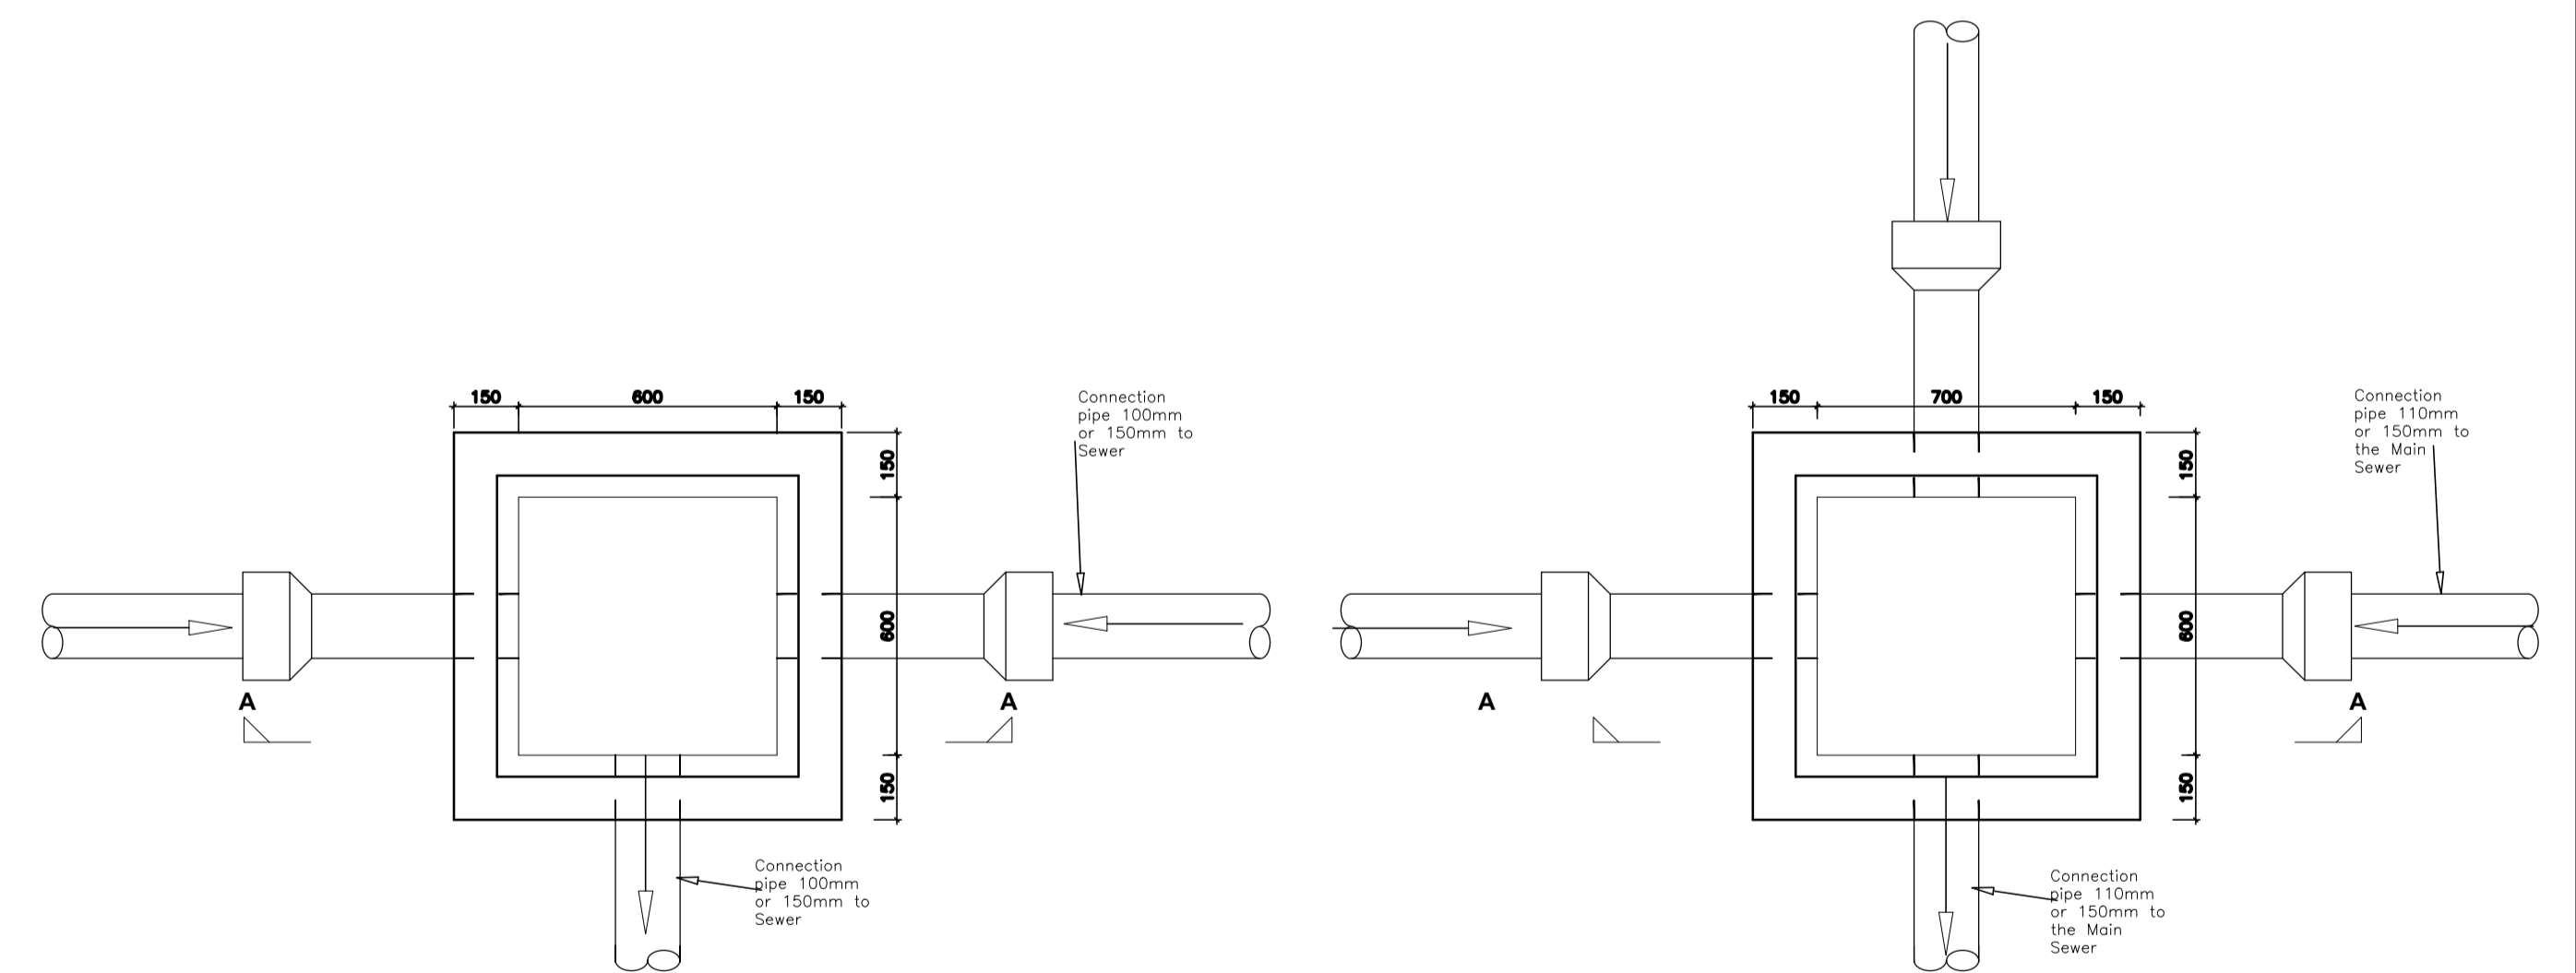 150
600
150
Connection
pipe 100mm
or 150mm to
Sewer
150
600
150
A
A
Connection
pipe 100mm
or 150mm to
Sewer
150
700
150
Connection
pipe 110mm
or 150mm to
the Main
Sewer
150
600
150
A
A
Connection
pipe 110mm
or 150mm to
the Main
Sewer